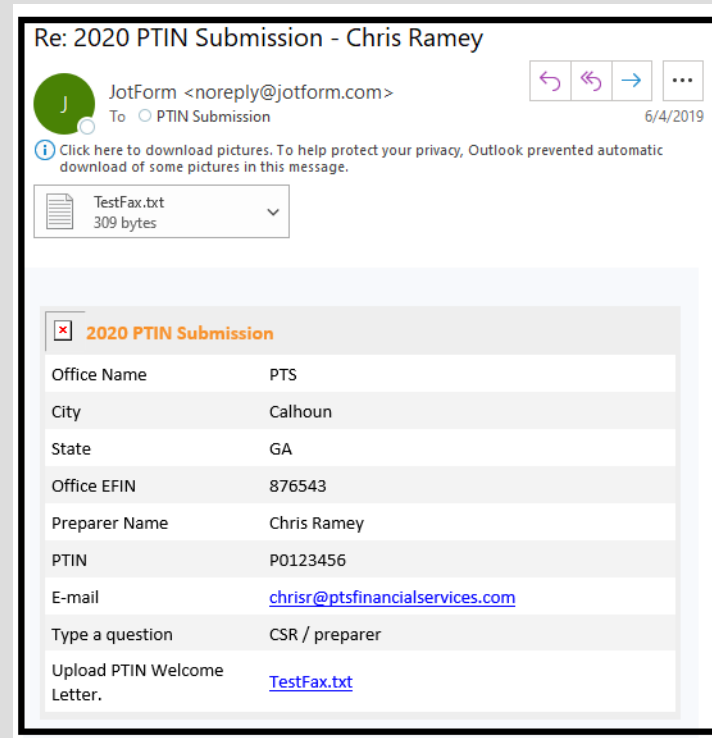 Re: 2020 PTIN Submission - Chris Ramey
J
JotForm <noreply@jotform.com>
To PTIN Submission
6/4/2019
Click here to download pictures. To help protect your privacy, Outlook prevented automatic
download of some pictures in this message.
TestFax.txt
309 bytes
2020 PTIN Submission
Office Name PTS
City Calhoun
State GA
Office EFIN 876543
Preparer Name Chris Ramey
PTIN P0123456
E-mail chrisr@ptsfinancialservices.com
Type a question CSR / preparer
Upload PTIN Welcome
Letter. TestFax.txt